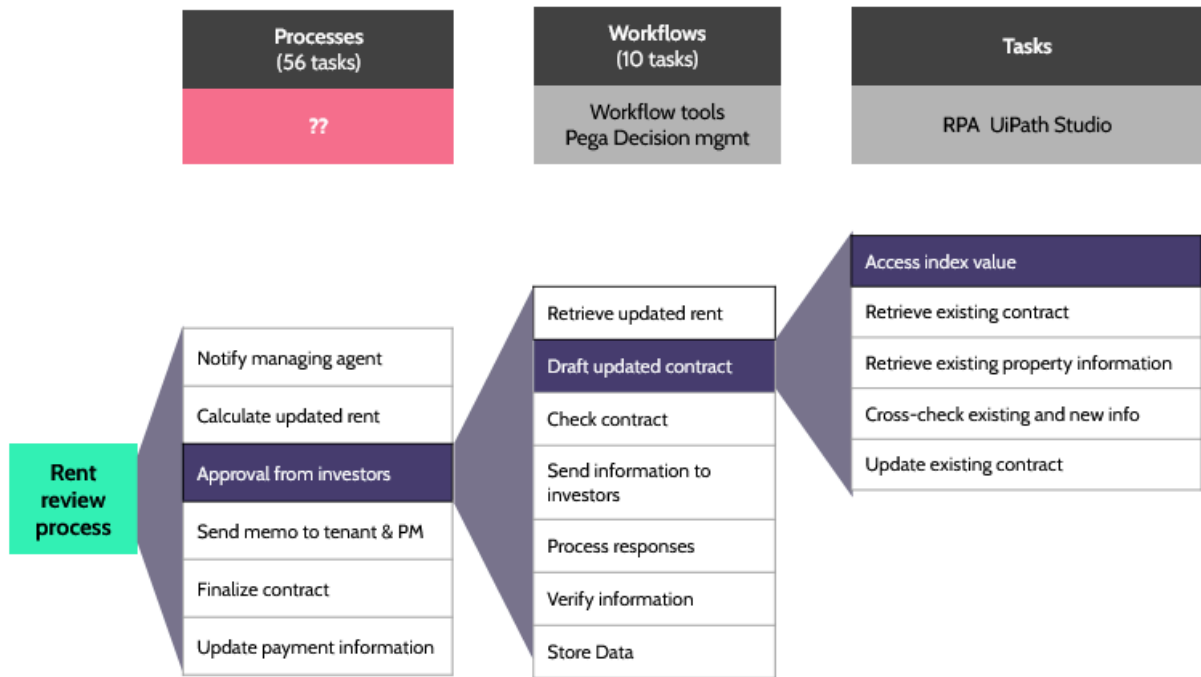 Processes
(56 tasks)
??
Workflows
(10 tasks)
Workflow tools
Pega Decision mgmt
Tasks
RPA UiPath Studio
Rent
review
process
Notify managing agent
Calculate updated rent
Approval from investors
Send memo to tenant & PM
Finalize contract
Update payment information
Retrieve updated rent
Draft updated contract
Check contract
Send information to
investors
Process responses
Verify information
Store Data
Access index value
Retrieve existing contract
Retrieve existing property information
Cross-check existing and new info
Update existing contract